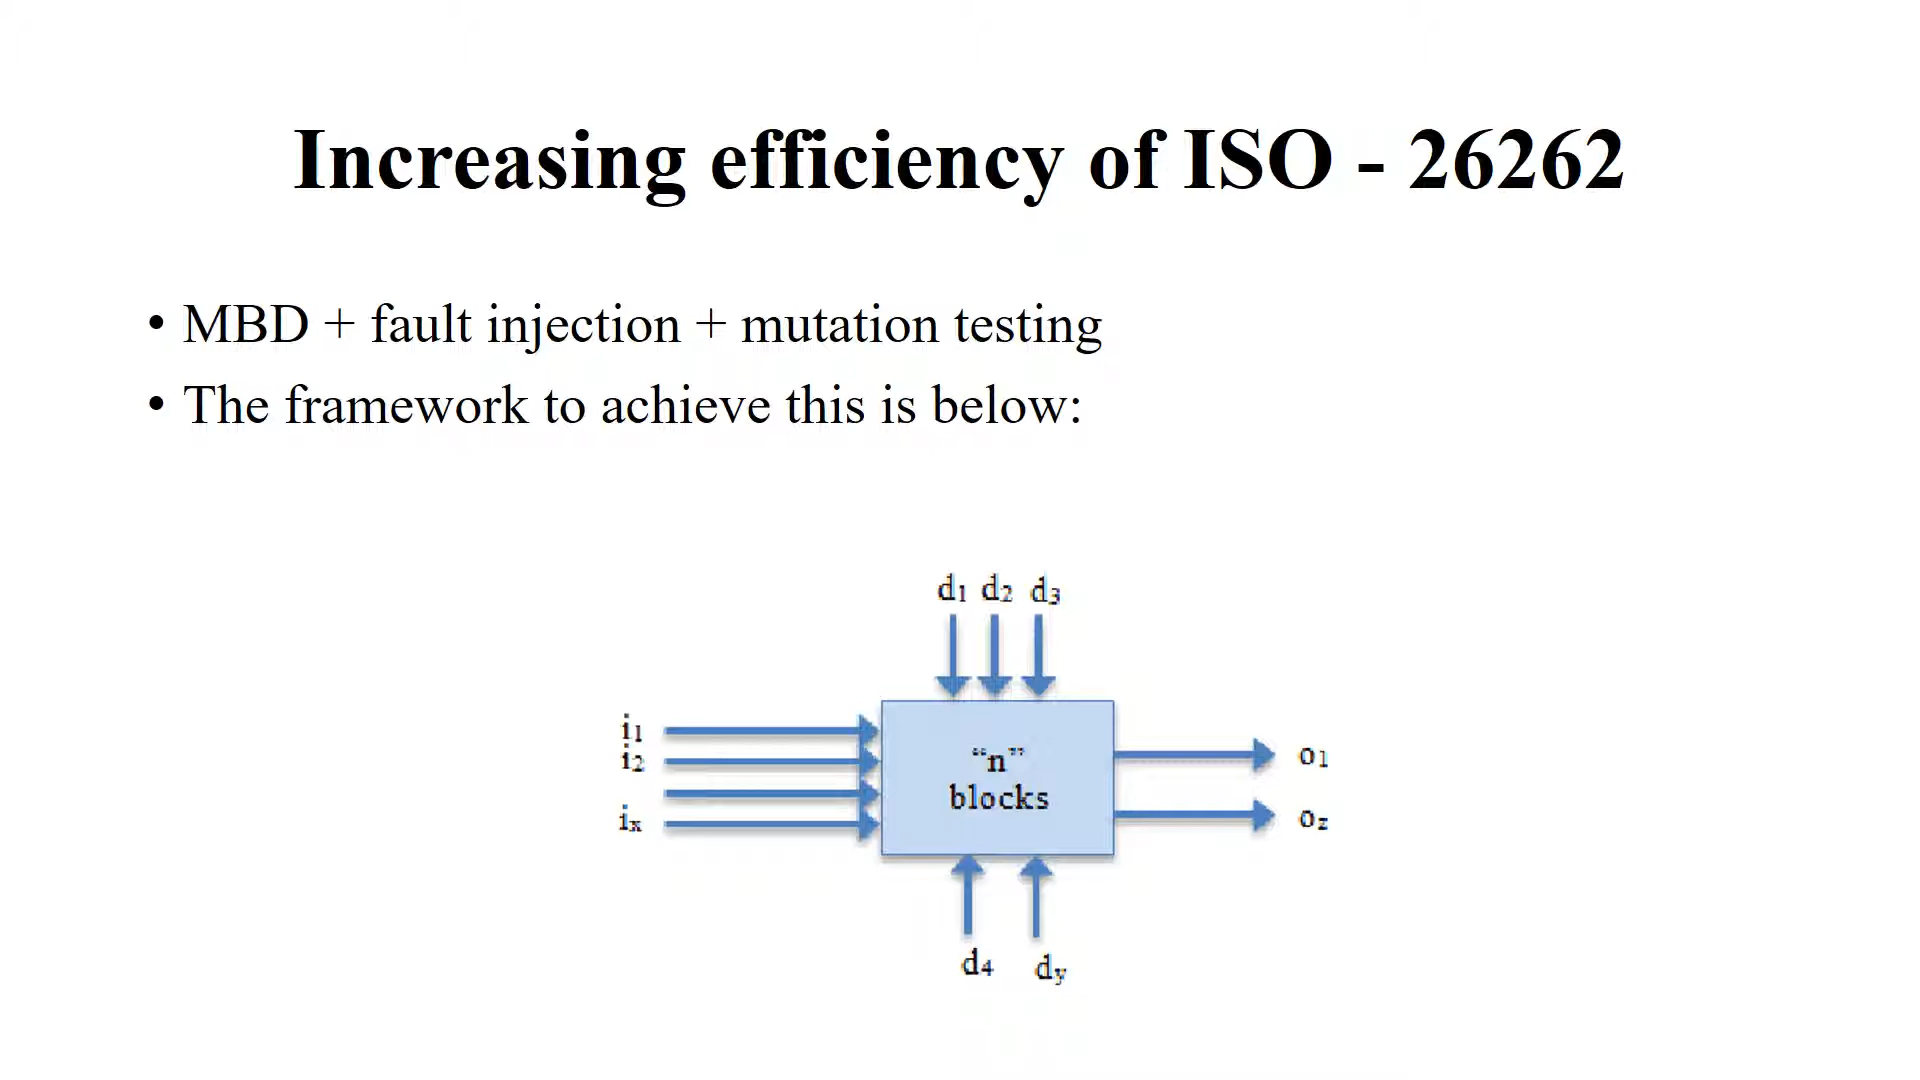 Increasing efficiency of ISO - 26262
• MBD + fault injection + mutation testing
• The framework to achieve this is below:
d1 d2 d3
i1
i2
ix
“n”
blocks
o1
oz
d4 dy